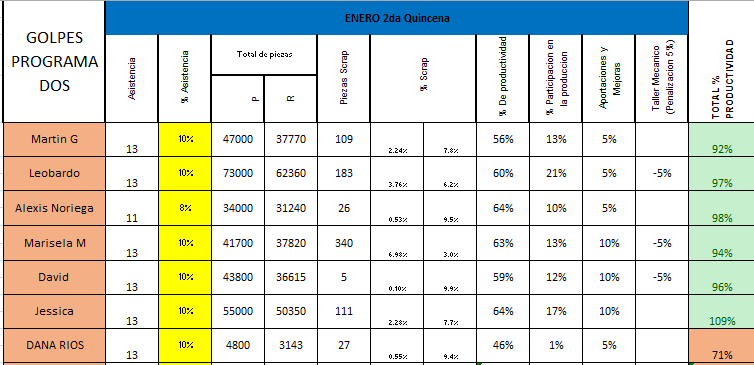 ENERO 2da Quincena
GOLPES PROGRAMADOS
Asistencia
% Asistencia
Total de piezas
P
R
Piezas Scrap
% Scrap
% De productividad
% Participacion en la produccion
Aportaciones y Mejoras
Taller Mecanico (Penalizacion 5%)
TOTAL % PRODUCTIVIDAD
Martin G 13 10% 47000 37770 109 2.24% 7.8% 56% 13% 5% 92%
Leobardo 13 10% 73000 62360 183 3.76% 6.2% 60% 21% 5% -5% 97%
Alexis Noriega 11 8% 34000 31240 26 0.53% 9.5% 64% 10% 5% 98%
Marisela M 13 10% 41700 37820 340 6.98% 3.0% 63% 13% 10% -5% 94%
David 13 10% 43800 36615 5 0.10% 9.9% 59% 12% 10% -5% 96%
Jessica 13 10% 55000 50350 111 2.28% 7.7% 64% 17% 10% 109%
DANA RIOS 13 10% 4800 3143 27 0.55% 9.4% 46% 1% 5% 71%